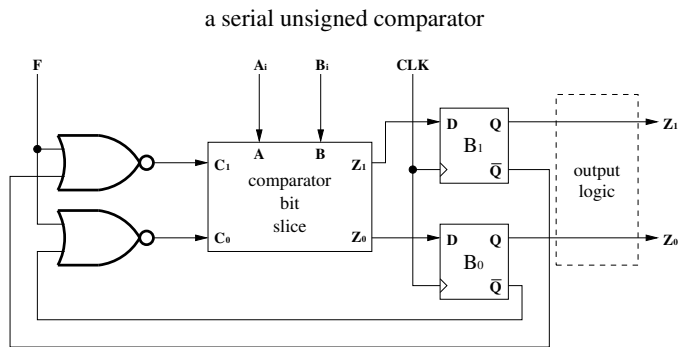 a serial unsigned comparator
F Aᵢ Bᵢ CLK
A B
C₁ Z₁ D Q Z₁
B₁
Q̅
comparator
bit
slice
output
logic
C₀ Z₀ D Q Z₀
B₀
Q̅